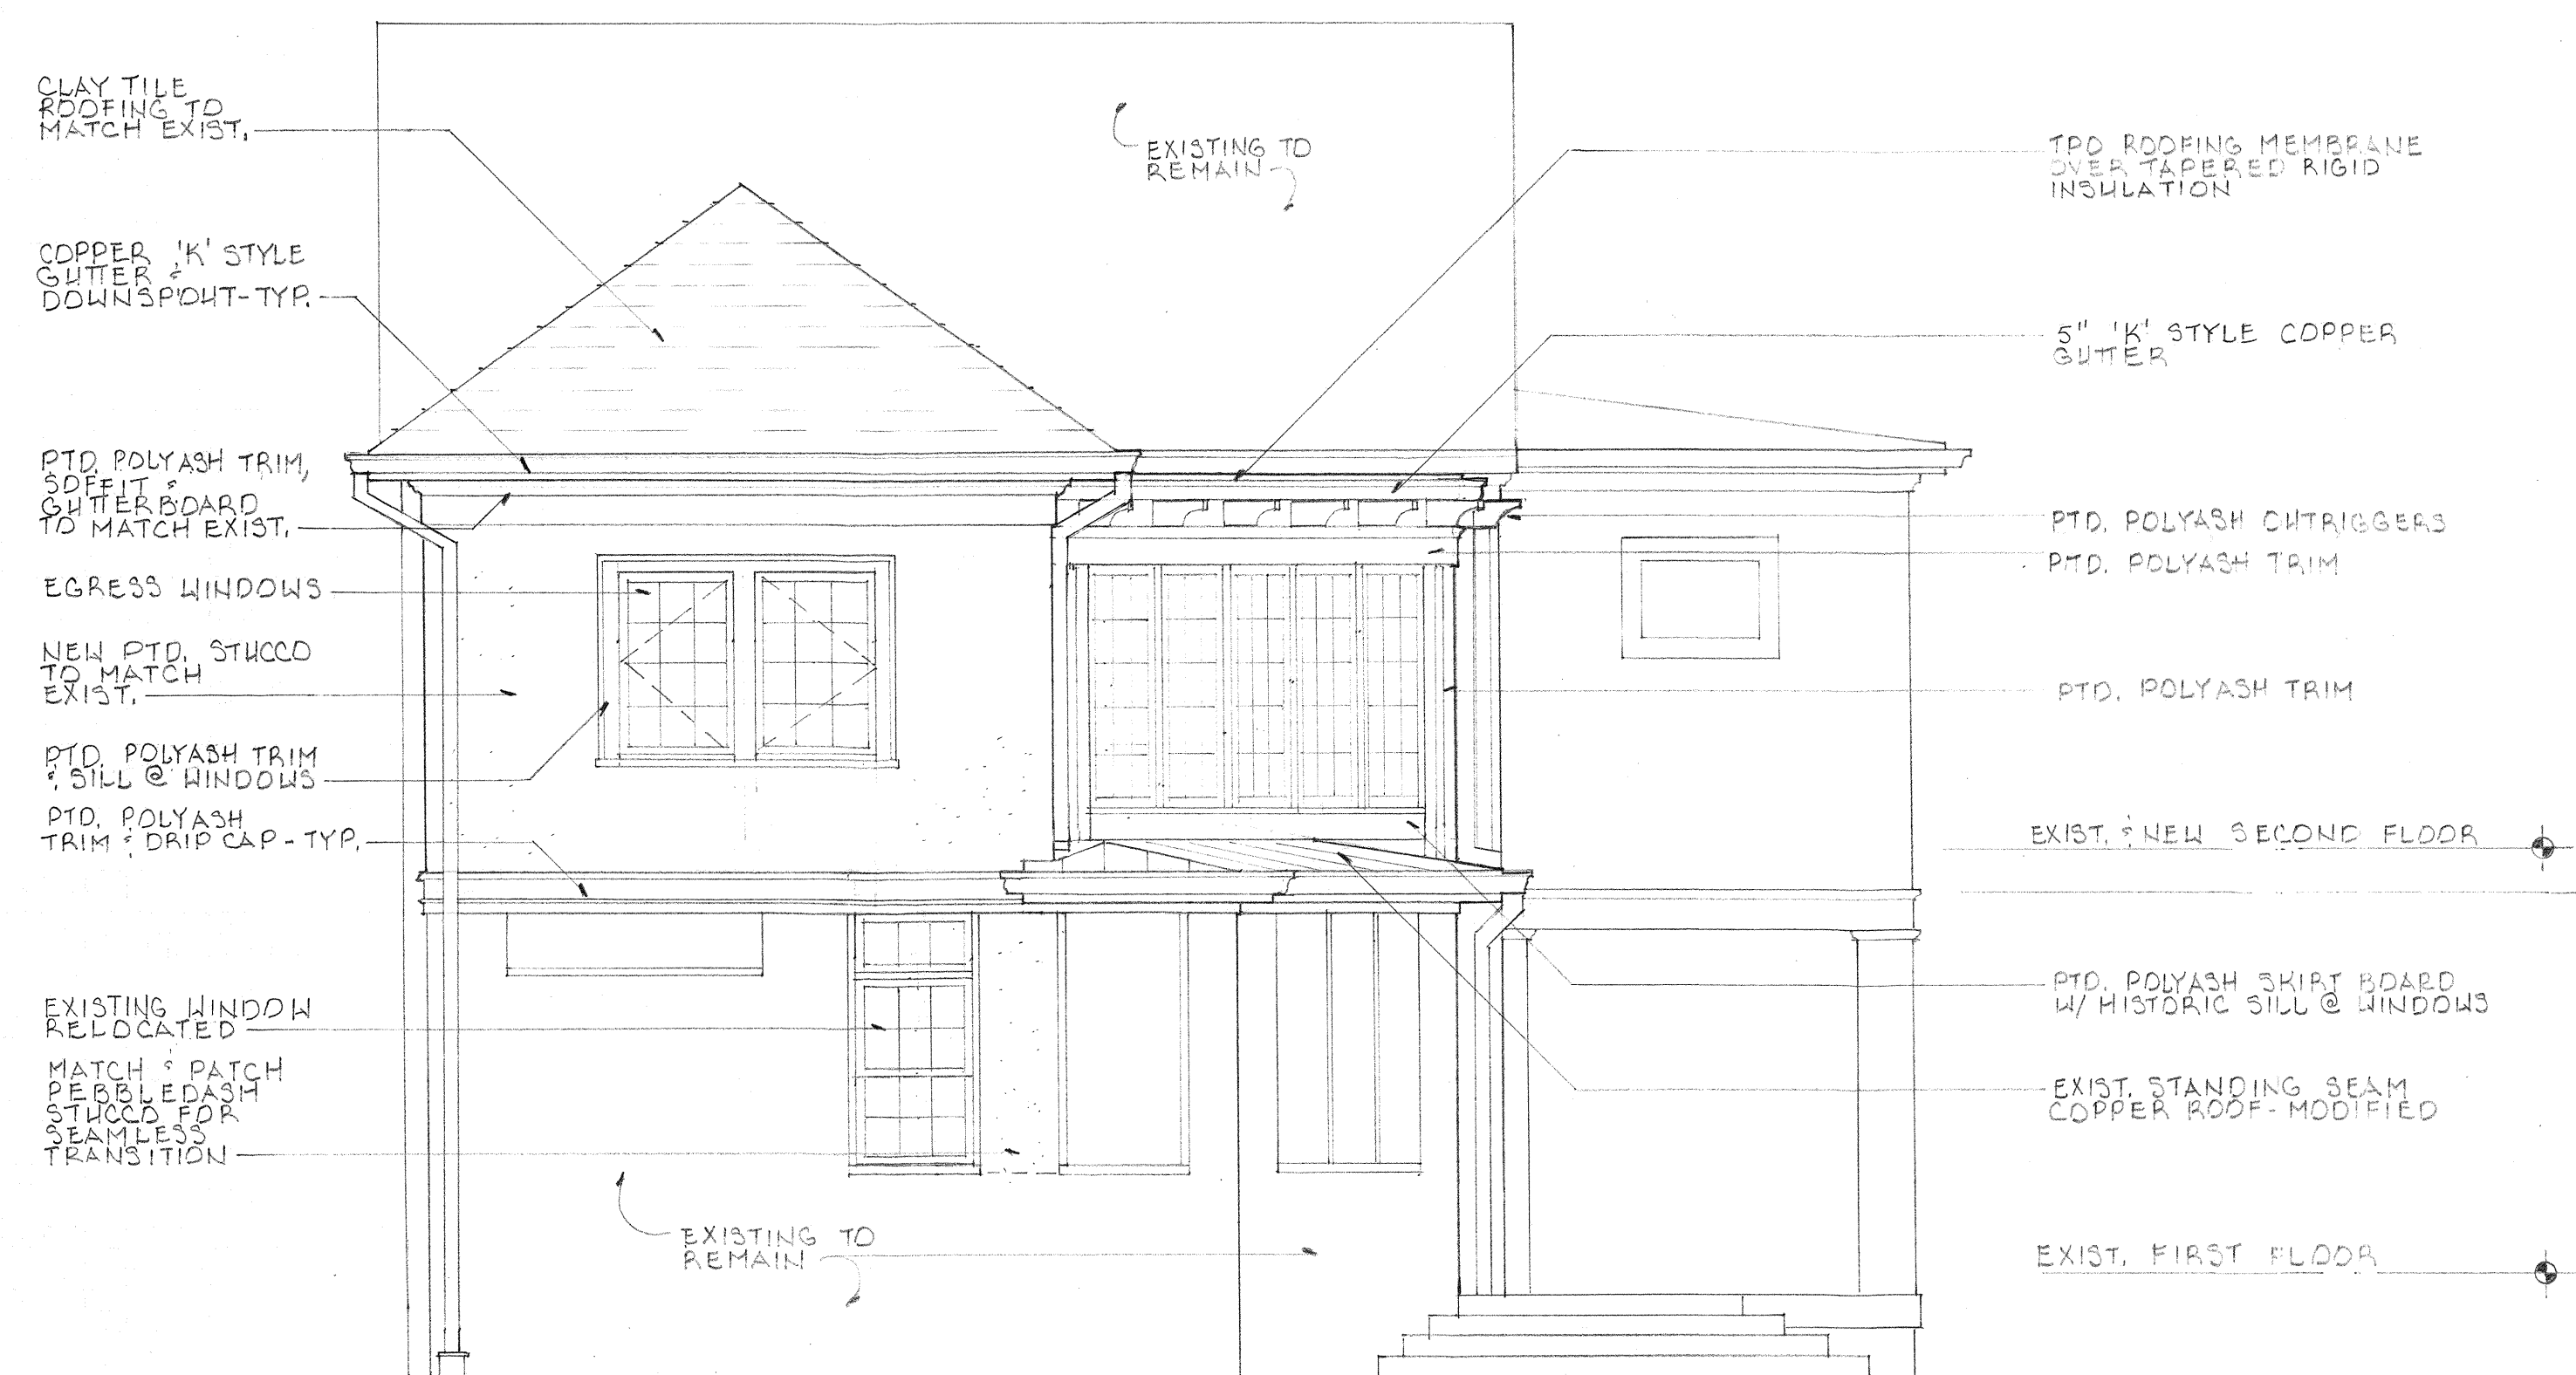 CLAY TILE
ROOFING TO
MATCH EXIST.
COPPER 'K' STYLE
GUTTER &
DOWNSPOUT-TYP.
PTD. POLYASH TRIM,
SOFFIT &
GUTTERBOARD
TO MATCH EXIST.
EGRESS WINDOWS
NEW PTD. STUCCO
TO MATCH
EXIST.
PTD. POLYASH TRIM
& SILL @ WINDOWS
PTD. POLYASH
TRIM & DRIP CAP - TYP.
EXISTING WINDOW
RELOCATED
MATCH & PATCH
PEBBLEDASH
STUCCO FOR
SEAMLESS
TRANSITION
EXISTING TO
REMAIN
EXISTING TO
REMAIN
TPO ROOFING MEMBRANE
OVER TAPERED RIGID
INSULATION
5" 'K' STYLE COPPER
GUTTER
PTD. POLYASH OUTRIGGERS
PTD. POLYASH TRIM
PTD. POLYASH TRIM
EXIST. & NEW SECOND FLOOR
PTD. POLYASH SKIRT BOARD
W/ HISTORIC SILL @ WINDOWS
EXIST. STANDING SEAM
COPPER ROOF - MODIFIED
EXIST. FIRST FLOOR